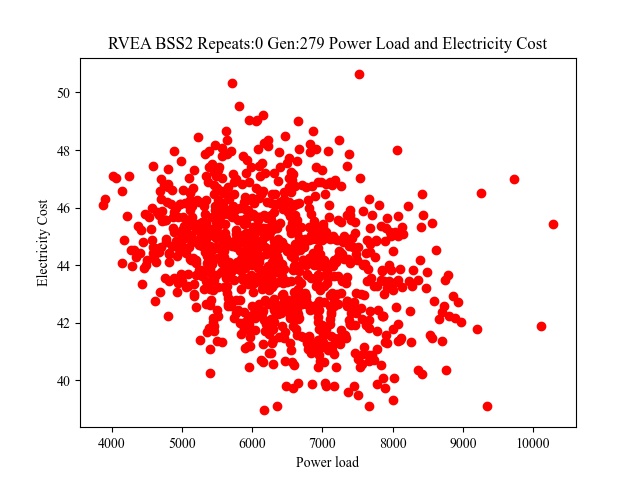 RVEA BSS2 Repeats:0 Gen:279 Power Load and Electricity Cost
50
48
46
44
42
40
Electricity Cost
4000 5000 6000 7000 8000 9000 10000
Power load